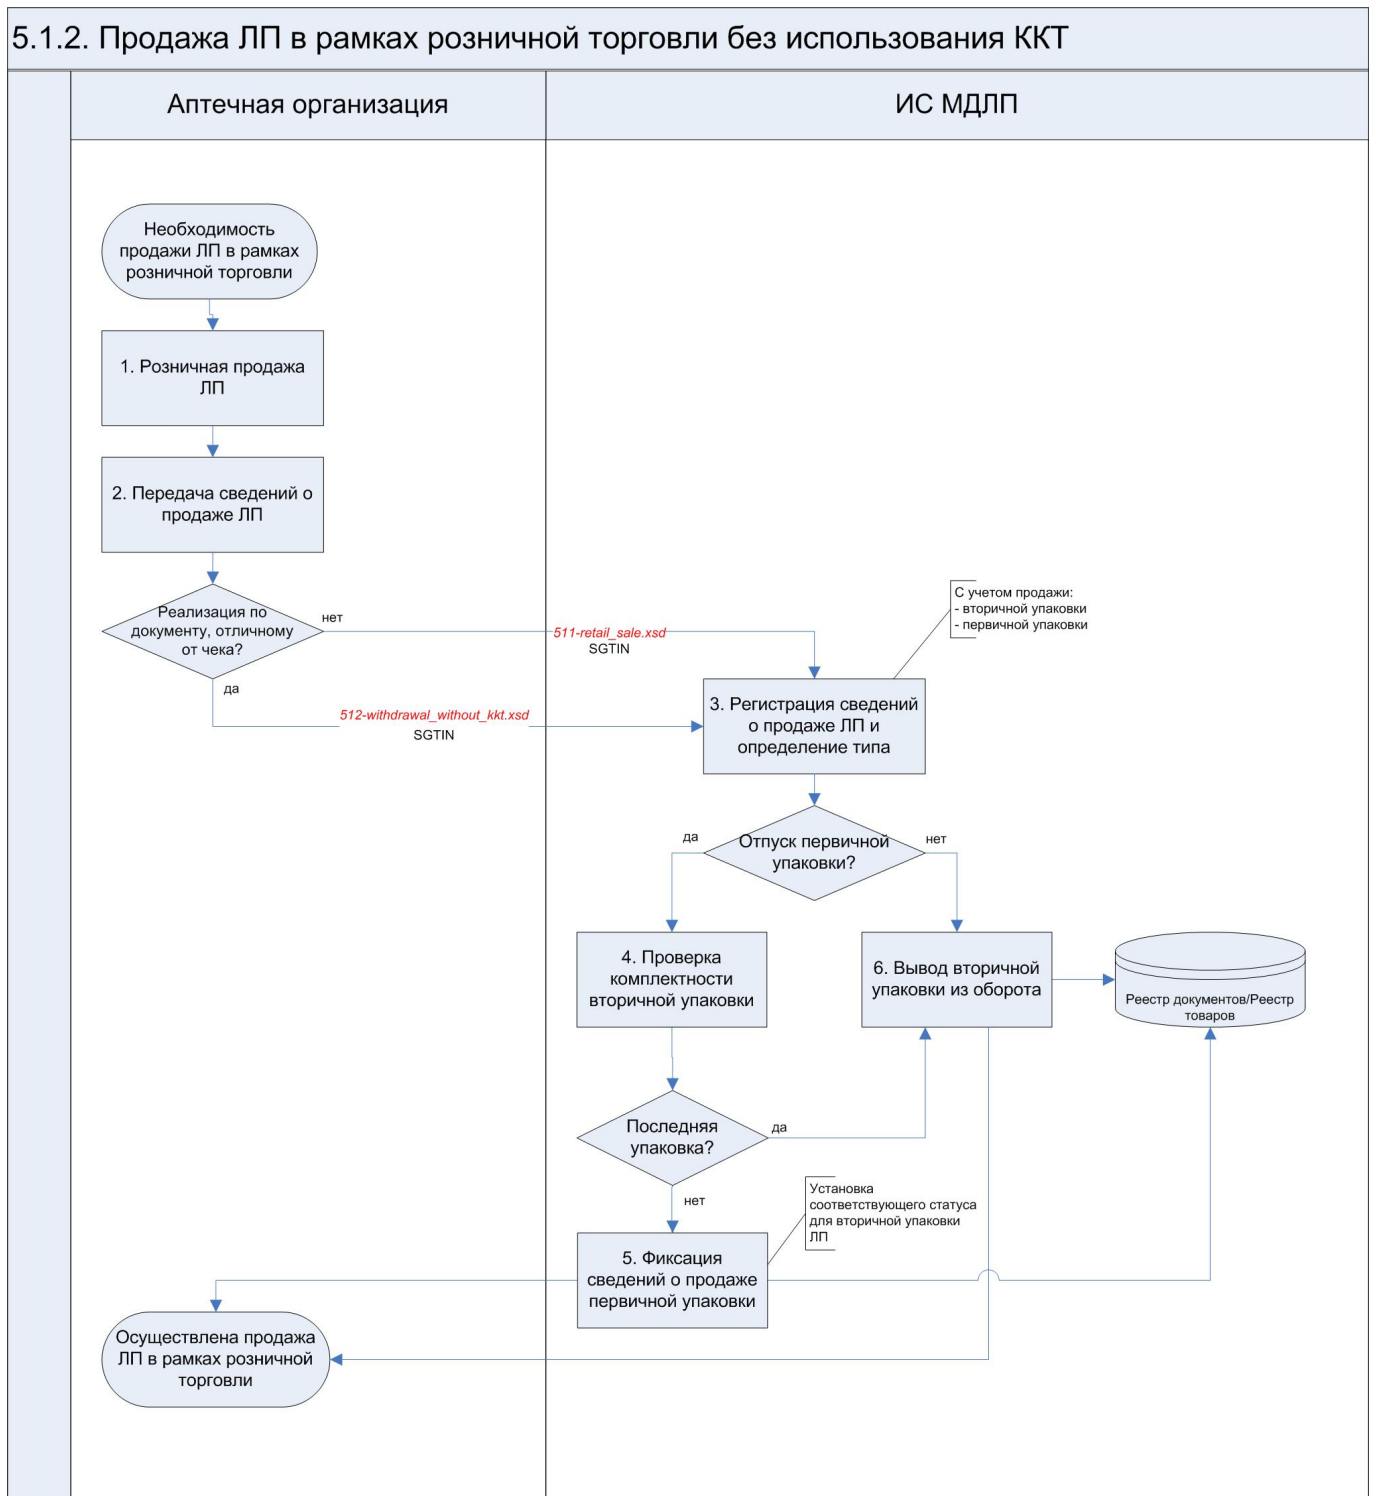 5.1.2. Продажа ЛП в рамках розничной торговли без использования ККТ
Аптечная организация
ИС МДЛП
Необходимость
продажи ЛП в рамках
розничной торговли
1. Розничная продажа
ЛП
2. Передача сведений о
продаже ЛП
Реализация по
документу, отличному
от чека?
нет
да
511-retail_sale.xsd
SGTIN
512-withdrawal_without_kkt.xsd
SGTIN
С учетом продажи:
- вторичной упаковки
- первичной упаковки
3. Регистрация сведений
о продаже ЛП и
определение типа
Отпуск первичной
упаковки?
да
нет
4. Проверка
комплектности
вторичной упаковки
6. Вывод вторичной
упаковки из оборота
Реестр документов/Реестр
товаров
Последняя
упаковка?
да
нет
Установка
соответствующего статуса
для вторичной упаковки
ЛП
5. Фиксация
сведений о продаже
первичной упаковки
Осуществлена продажа
ЛП в рамках розничной
торговли